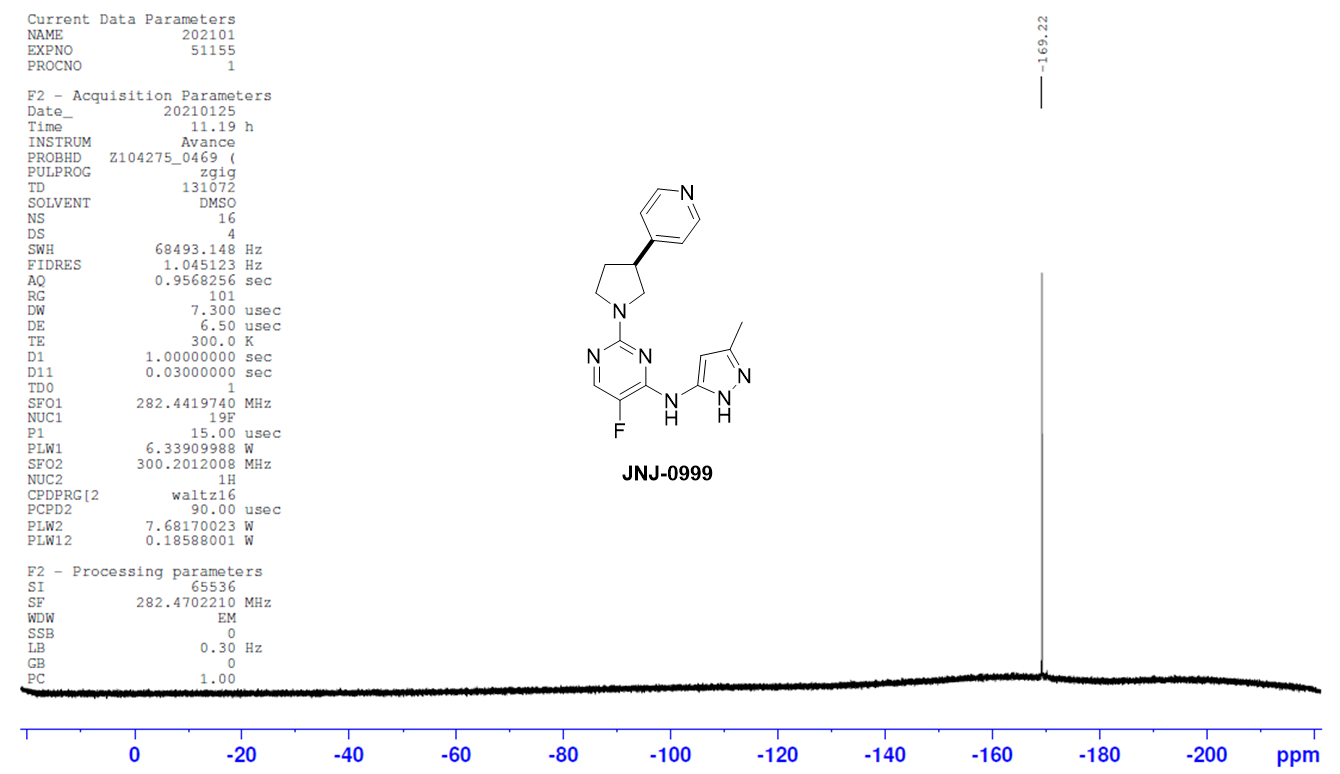 Current Data Parameters
NAME 202101
EXPNO 51155
PROCNO 1
F2 - Acquisition Parameters
Date_ 20210125
Time 11.19 h
INSTRUM Avance
PROBHD Z104275_0469 (
PULPROG zgig
TD 131072
SOLVENT DMSO
NS 16
DS 4
SWH 68493.148 Hz
FIDRES 1.045123 Hz
AQ 0.9568256 sec
RG 101
DW 7.300 usec
DE 6.50 usec
TE 300.0 K
D1 1.00000000 sec
D11 0.03000000 sec
TD0 1
SFO1 282.4419740 MHz
NUC1 19F
P1 15.00 usec
PLW1 6.33909988 W
SFO2 300.2012008 MHz
NUC2 1H
CPDPRG[2 waltz16
PCPD2 90.00 usec
PLW2 7.68170023 W
PLW12 0.18588001 W
F2 - Processing parameters
SI 65536
SF 282.4702210 MHz
WDW EM
SSB 0
LB 0.30 Hz
GB 0
PC 1.00
-169.22
N
N
N N
N
N N
H H
F
JNJ-0999
0 -20 -40 -60 -80 -100 -120 -140 -160 -180 -200 ppm